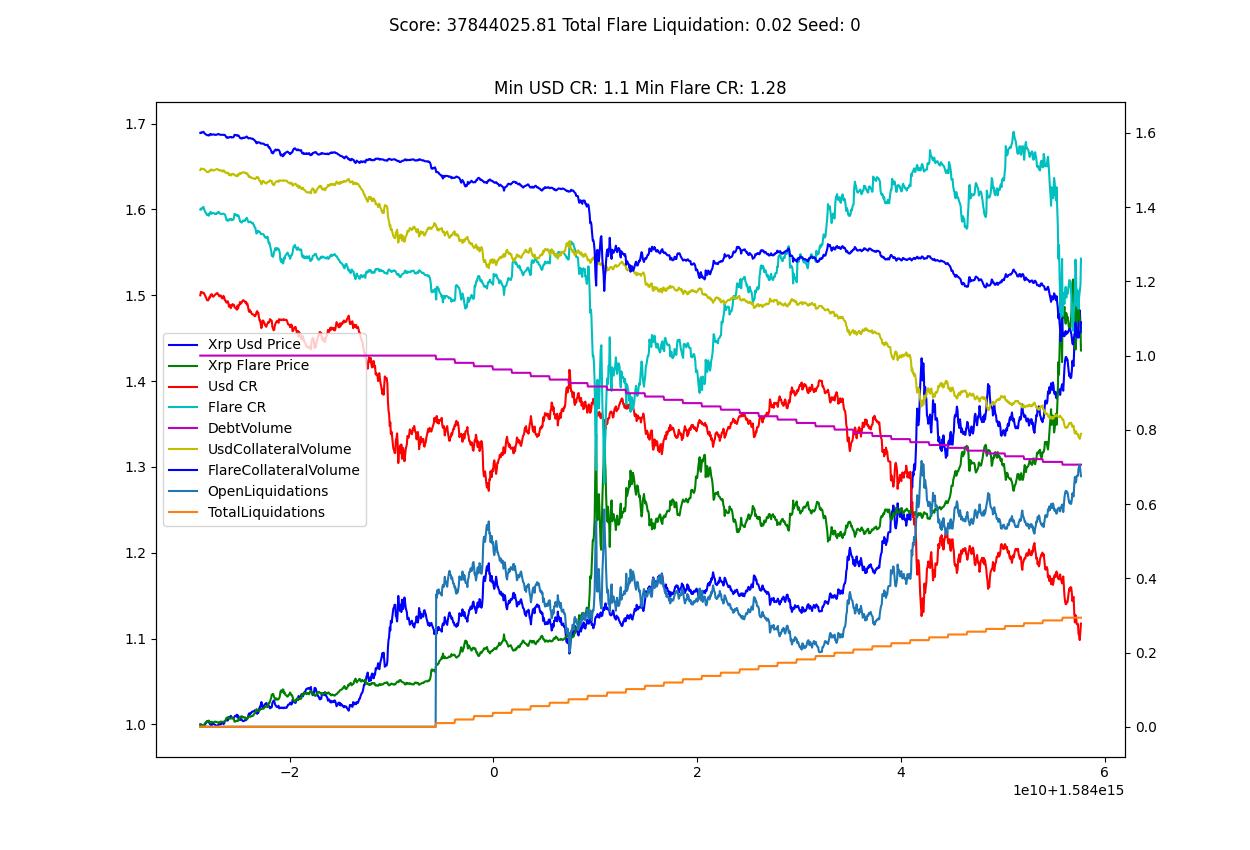 Score: 37844025.81 Total Flare Liquidation: 0.02 Seed: 0
Min USD CR: 1.1 Min Flare CR: 1.28
1.7
1.6
1.5
1.4
1.3
1.2
1.1
1.0
Xrp Usd Price
Xrp Flare Price
Usd CR
Flare CR
DebtVolume
UsdCollateralVolume
FlareCollateralVolume
OpenLiquidations
TotalLiquidations
1.6
1.4
1.2
1.0
0.8
0.6
0.4
0.2
0.0
−2 0 2 4 6
1e10+1.584e15